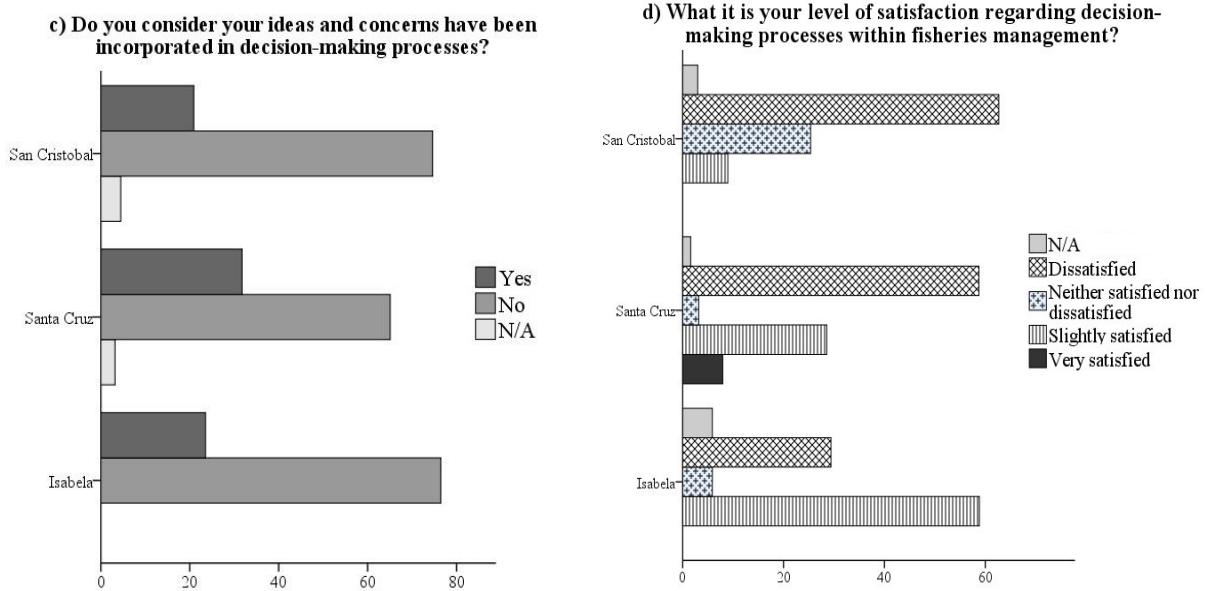 c) Do you consider your ideas and concerns have been
incorporated in decision-making processes?
San Cristobal
Santa Cruz
Isabela
0 20 40 60 80
Yes
No
N/A
d) What it is your level of satisfaction regarding decision-
making processes within fisheries management?
San Cristobal
Santa Cruz
Isabela
0 20 40 60
N/A
Dissatisfied
Neither satisfied nor
dissatisfied
Slightly satisfied
Very satisfied